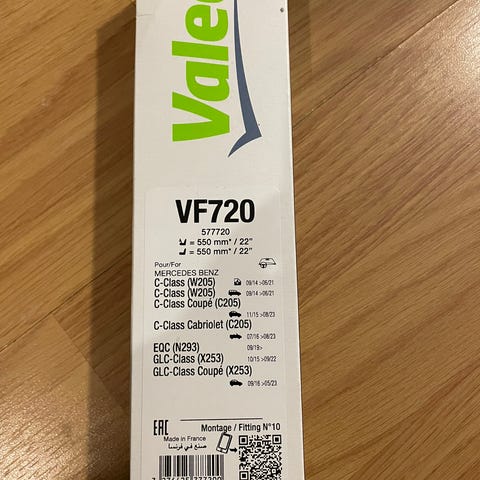 Valeo
VF720
577720
= 550 mm* / 22"
= 550 mm* / 22"
Pour/For
MERCEDES BENZ
C-Class (W205) 09/14 >06/21
C-Class (W205) 09/14 >06/21
C-Class Coupé (C205)
11/15 >08/23
C-Class Cabriolet (C205)
07/16 >08/23
EQC (N293) 09/19>
GLC-Class (X253) 10/15 >09/22
GLC-Class Coupé (X253)
09/16 >05/23
EAC Montage / Fitting N°10
Made in France
صنع في فرنسا